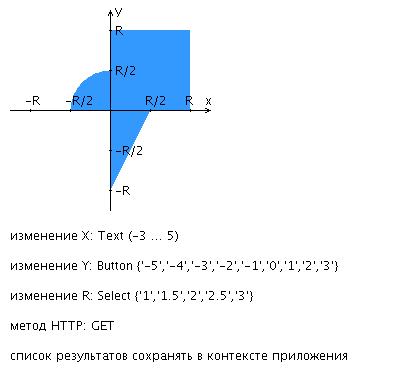 y
R
R/2
-R
-R/2
R/2
R
x
-R/2
-R
изменение X: Text (-3 ... 5)
изменение Y: Button {'-5','-4','-3','-2','-1','0','1','2','3'}
изменение R: Select {'1','1.5','2','2.5','3'}
метод HTTP: GET
список результатов сохранять в контексте приложения